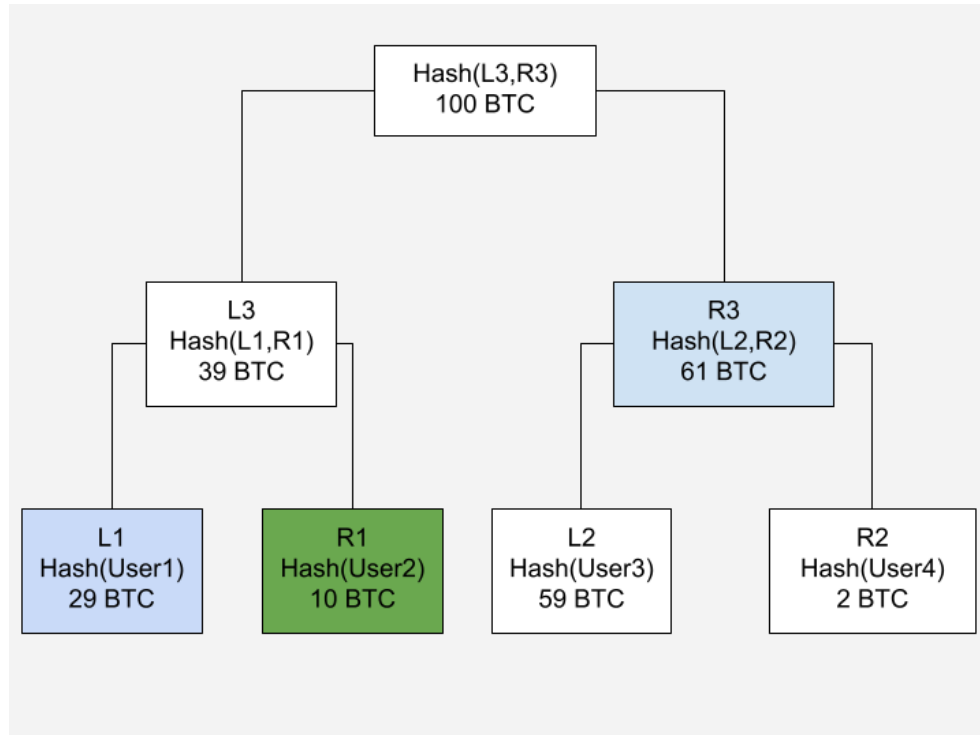 Hash(L3,R3)
100 BTC
L3
Hash(L1,R1)
39 BTC
R3
Hash(L2,R2)
61 BTC
L1
Hash(User1)
29 BTC
R1
Hash(User2)
10 BTC
L2
Hash(User3)
59 BTC
R2
Hash(User4)
2 BTC